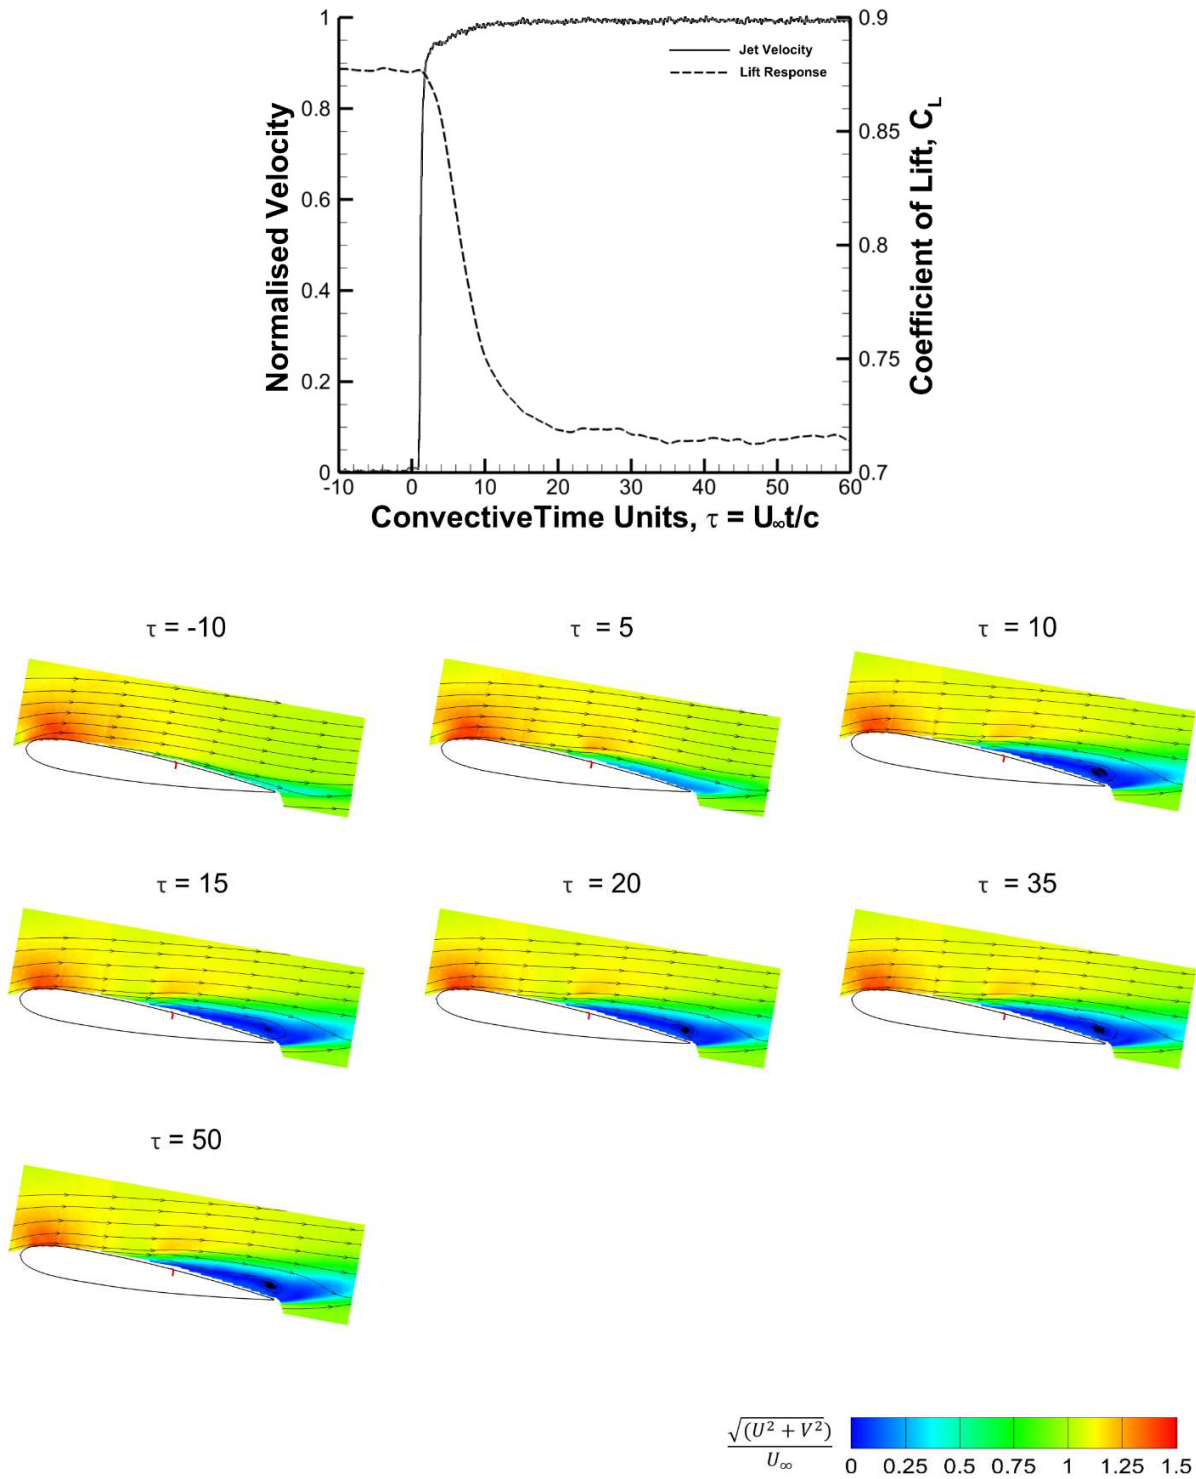 1
0.8
0.6
0.4
0.2
0
Normalised Velocity
Jet Velocity
Lift Response
0.9
0.85
0.8
0.75
0.7
Coefficient of Lift, C_L
-10 0 10 20 30 40 50 60
ConvectiveTime Units, τ = U∞t/c
τ = -10 τ = 5 τ = 10
τ = 15 τ = 20 τ = 35
τ = 50
√(U² + V²)
U∞
0 0.25 0.5 0.75 1 1.25 1.5